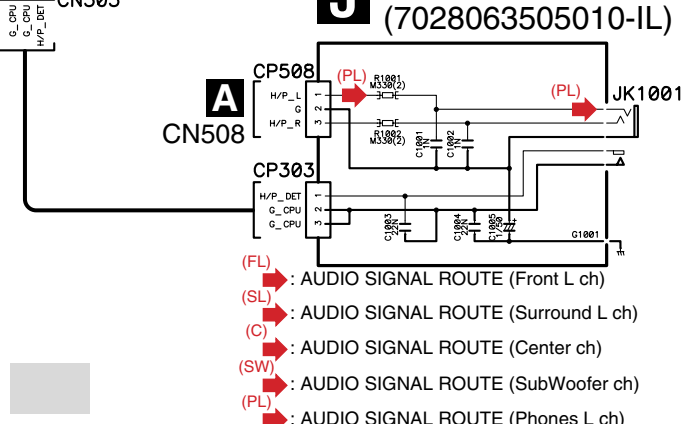 G_CPU
G_CPU
H/P_DET
CN303
J
(7028063505010-IL)
CP508
(PL)
R1001
M330(2)
(PL)
JK1001
A
CN508
H/P_L 1
G 2
H/P_R 3
R1002
M330(2)
C1001
1N
C1002
1N
CP303
H/P_DET 1
G_CPU 2
G_CPU 3
C1003
22N
C1004
22N
C1005
1/50
+
G1001
(FL)
: AUDIO SIGNAL ROUTE (Front L ch)
(SL)
: AUDIO SIGNAL ROUTE (Surround L ch)
(C)
: AUDIO SIGNAL ROUTE (Center ch)
(SW)
: AUDIO SIGNAL ROUTE (SubWoofer ch)
(PL)
: AUDIO SIGNAL ROUTE (Phones L ch)